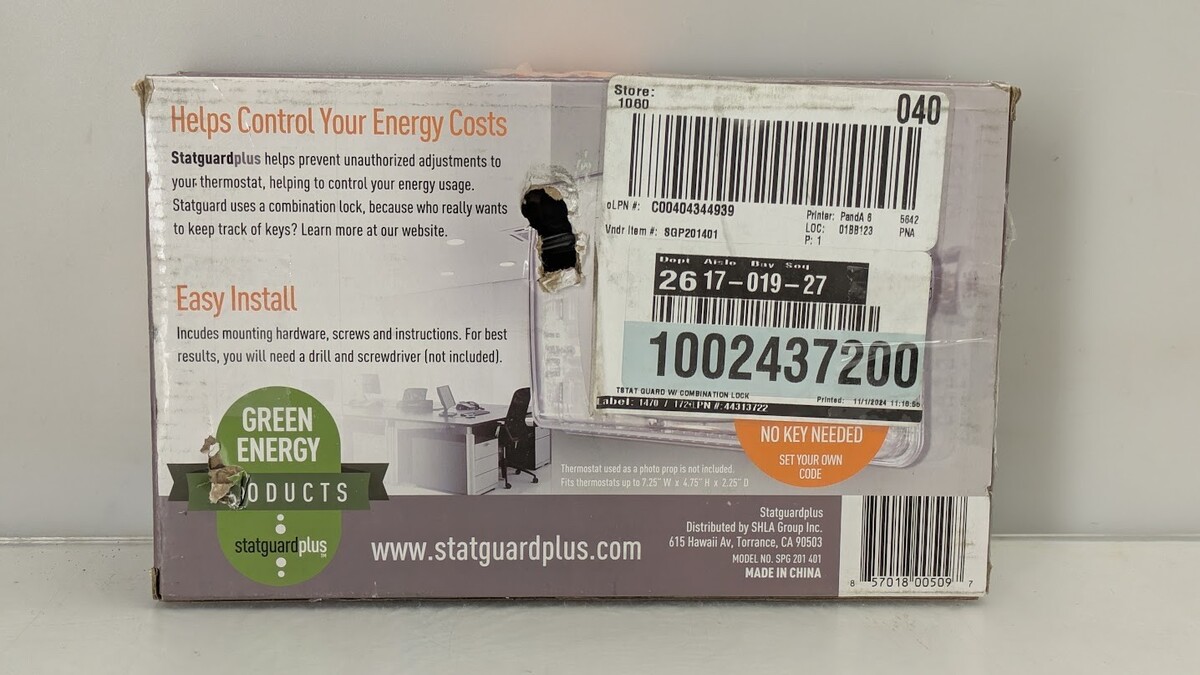 Helps Control Your Energy Costs
Statguardplus helps prevent unauthorized adjustments to
your thermostat, helping to control your energy usage.
Statguard uses a combination lock, because who really wants
to keep track of keys? Learn more at our website.
Easy Install
Incudes mounting hardware, screws and instructions. For best
results, you will need a drill and screwdriver (not included).
GREEN
ENERGY
ODUCTS
statguardplus
www.statguardplus.com
Store:
1060
040
oLPN #: C00404344939
Printer: PandA 6 5642
Vndr Item #: SGP201401
LOC: 01BB123 PNA
P: 1
Dept Aisle Bay Seq
26 17-019-27
1002437200
TSTAT GUARD W/ COMBINATION LOCK
Printed: 11/1/2024 11:16:56
abel: 1470 / 172 LPN #: 44313722
NO KEY NEEDED
SET YOUR OWN
CODE
Thermostat used as a photo prop is not included.
Fits thermostats up to 7.25" W x 4.75" H x 2.25" D
Statguardplus
Distributed by SHLA Group Inc.
615 Hawaii Av, Torrance, CA 90503
MODEL NO. SPG 201 401
MADE IN CHINA
8 57018 00509 7